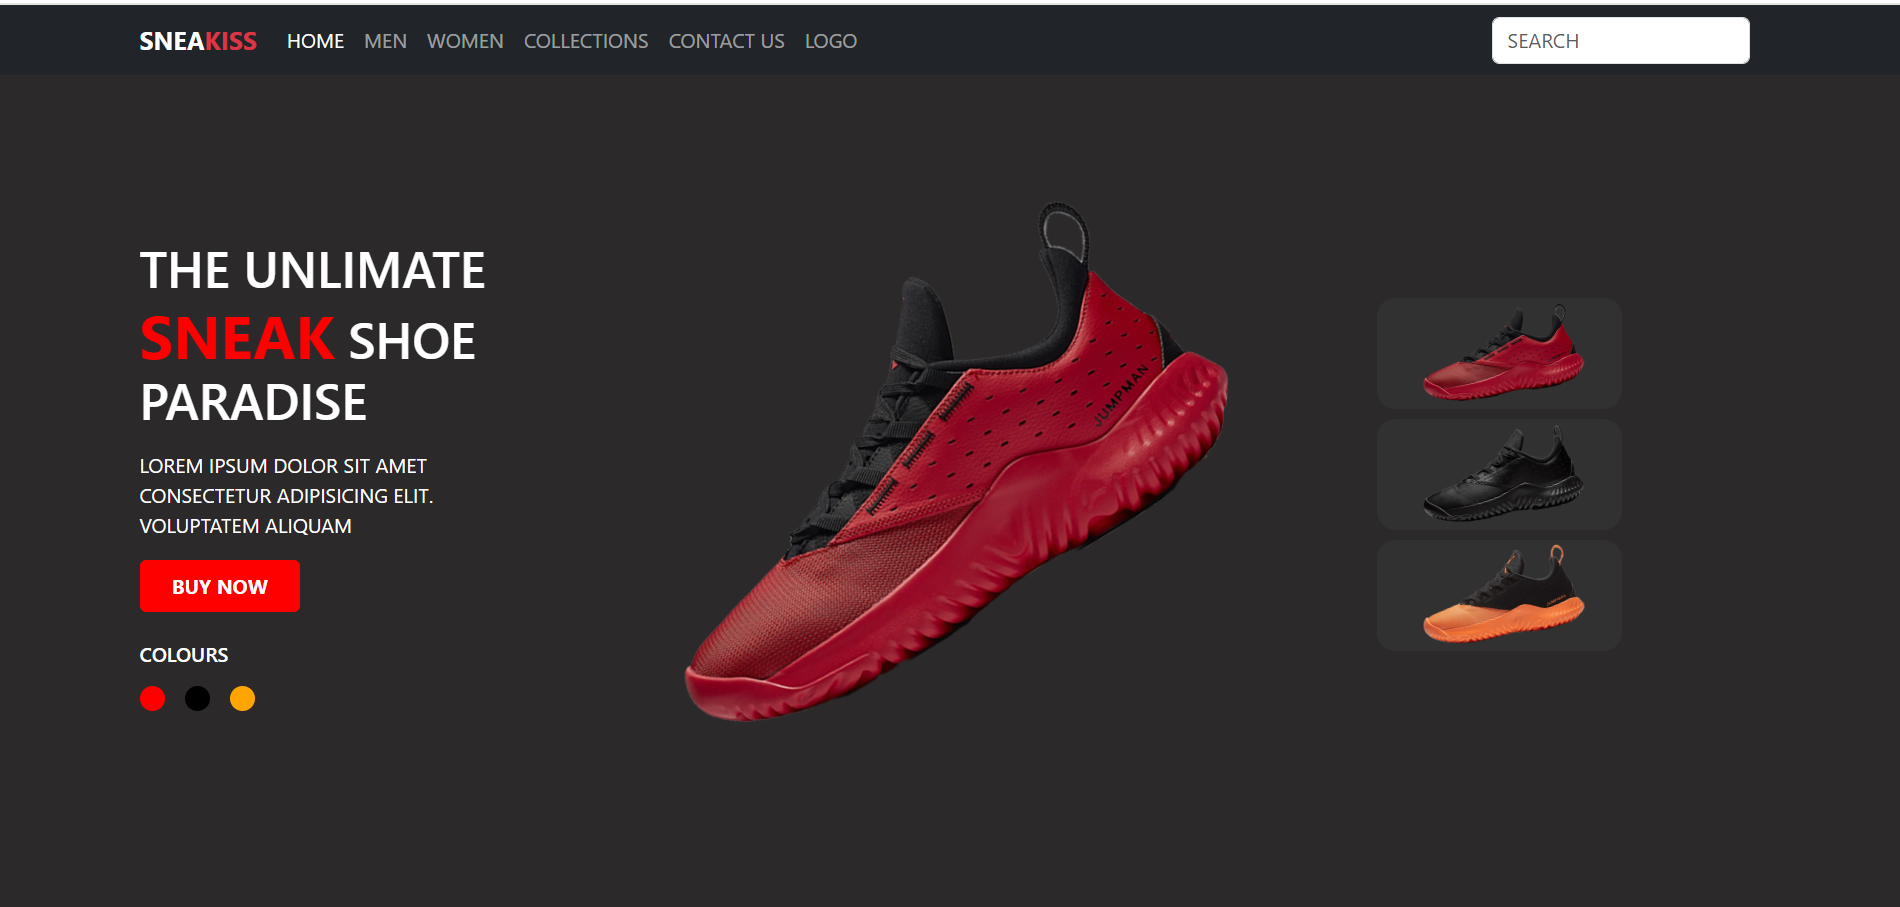 SNEAKISS HOME MEN WOMEN COLLECTIONS CONTACT US LOGO SEARCH
THE UNLIMATE
SNEAK SHOE
PARADISE
LOREM IPSUM DOLOR SIT AMET
CONSECTETUR ADIPISICING ELIT.
VOLUPTATEM ALIQUAM
BUY NOW
COLOURS
JUMPMAN